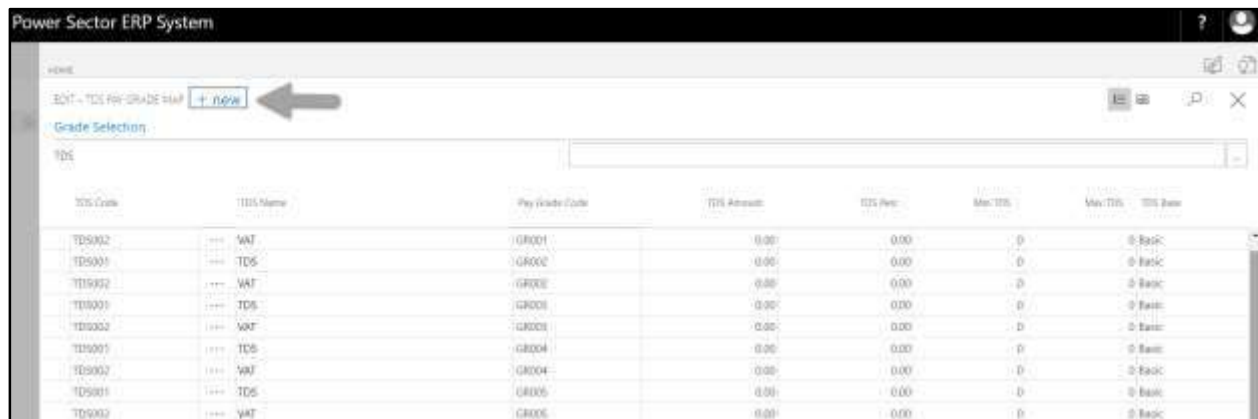 Power Sector ERP System ?
HOME
EDIT - TDS PAY GRADE MAP + new
Grade Selection
TDS
TDS Code TDS Name Pay Grade Code TDS Amount TDS Perc Min TDS Max TDS TDS Base
TDS002 VAT GR001 0.00 0.00 0 0 Basic
TDS001 TDS GR002 0.00 0.00 0 0 Basic
TDS002 VAT GR002 0.00 0.00 0 0 Basic
TDS001 TDS GR003 0.00 0.00 0 0 Basic
TDS002 VAT GR003 0.00 0.00 0 0 Basic
TDS001 TDS GR004 0.00 0.00 0 0 Basic
TDS002 VAT GR004 0.00 0.00 0 0 Basic
TDS001 TDS GR005 0.00 0.00 0 0 Basic
TDS002 VAT GR005 0.00 0.00 0 0 Basic